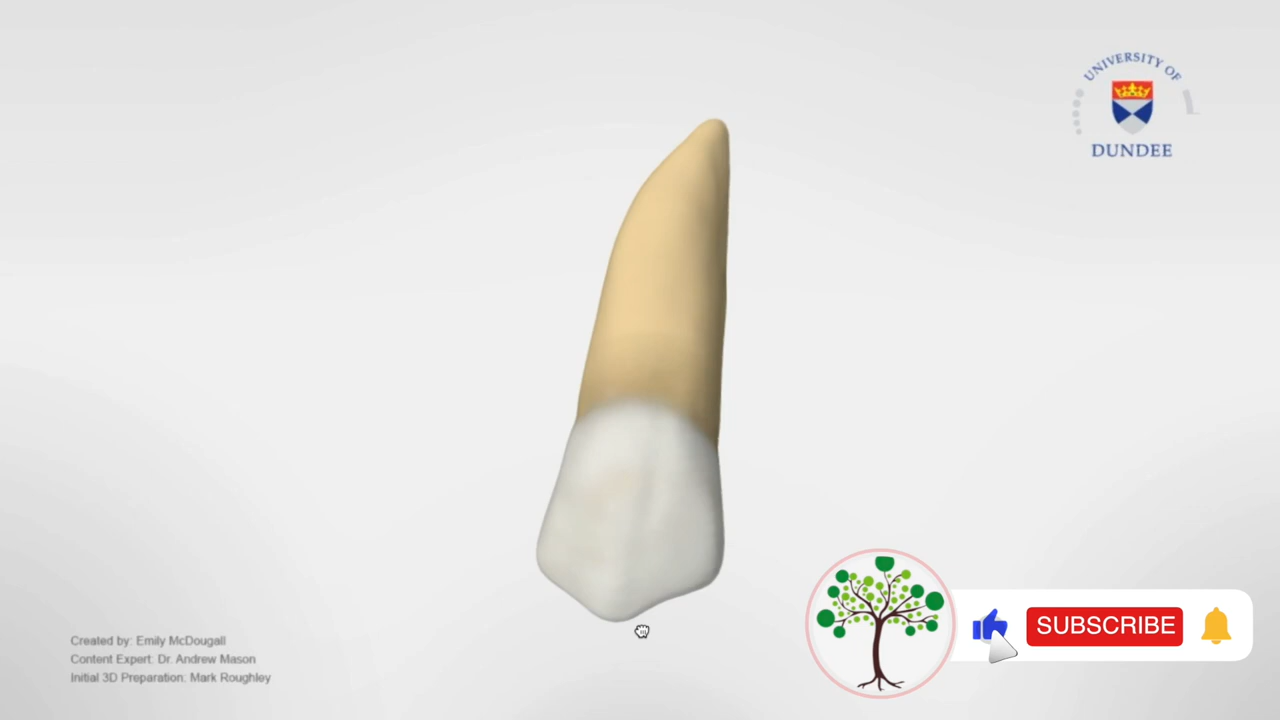 UNIVERSITY OF
DUNDEE
Created by: Emily McDougall
Content Expert: Dr. Andrew Mason
Initial 3D Preparation: Mark Roughley
SUBSCRIBE